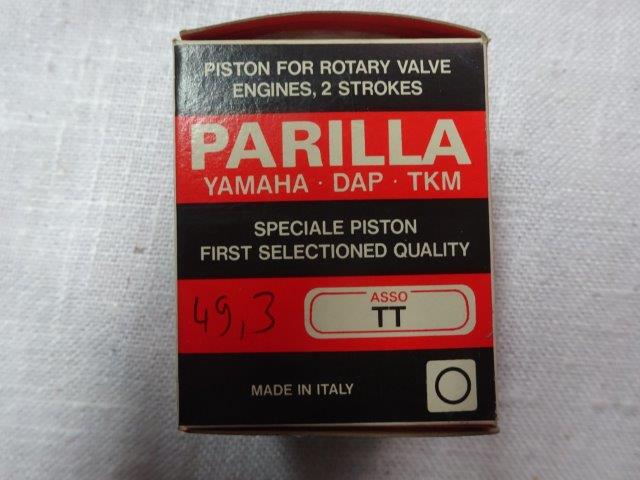 PISTON FOR ROTARY VALVE
ENGINES, 2 STROKES
PARILLA
YAMAHA · DAP · TKM
SPECIALE PISTON
FIRST SELECTIONED QUALITY
49,3
ASSO
TT
MADE IN ITALY